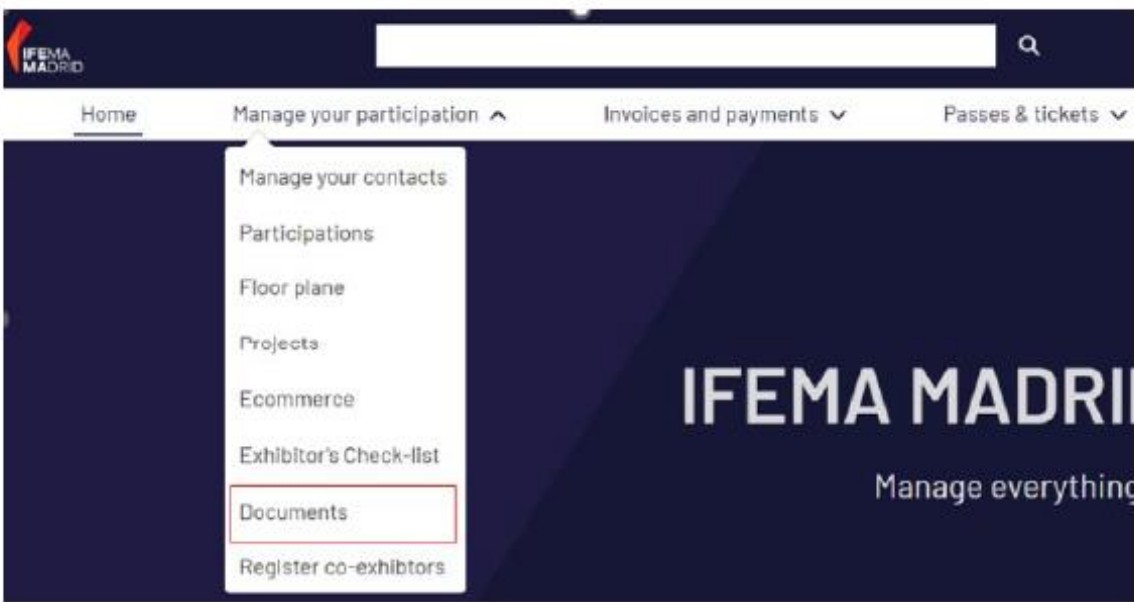 IFEMA
MADRID
Home Manage your participation Invoices and payments Passes & tickets
Manage your contacts
Participations
Floor plane
Projects
Ecommerce
Exhibitor's Check-list
Documents
Register co-exhibtors
IFEMA MADRI
Manage everything